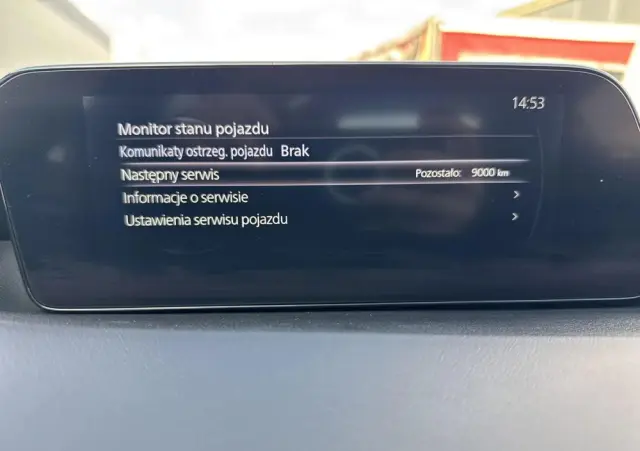 14:53
Monitor stanu pojazdu
Komunikaty ostrzeg. pojazdu Brak
Następny serwis Pozostało: 9000 km
Informacje o serwisie >
Ustawienia serwisu pojazdu >